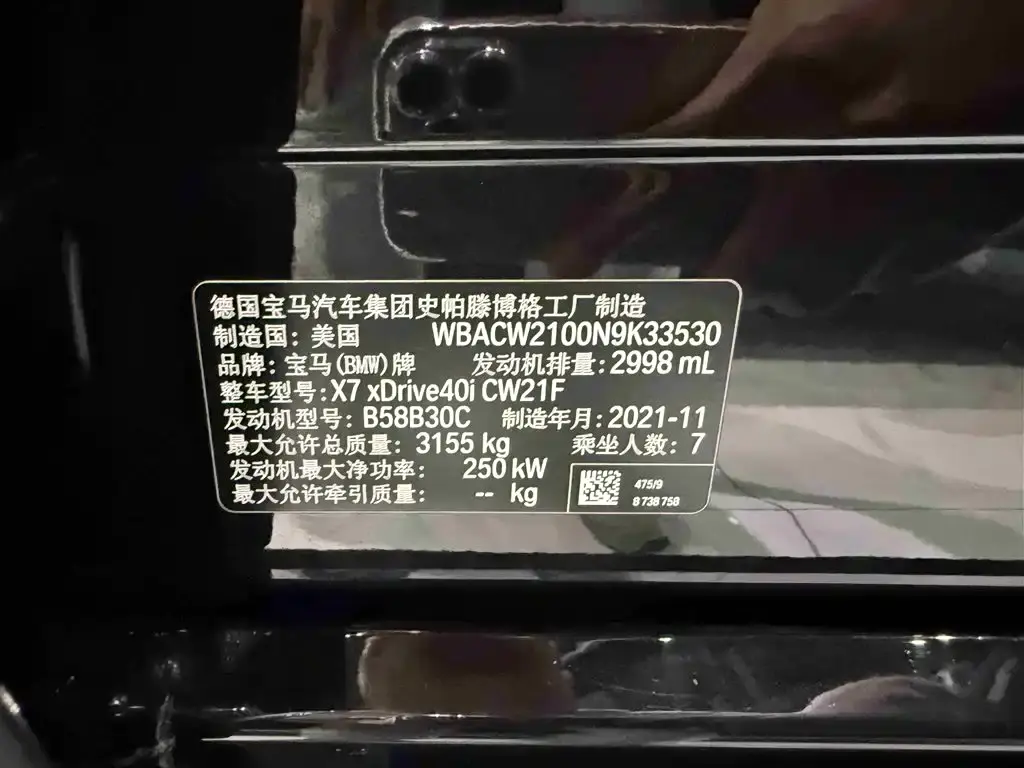 德国宝马汽车集团史帕滕博格工厂制造
制造国：美国 WBACW2100N9K33530
品牌：宝马(BMW)牌 发动机排量：2998 mL
整车型号：X7 xDrive40i CW21F
发动机型号：B58B30C 制造年月：2021-11
最大允许总质量：3155 kg 乘坐人数：7
发动机最大净功率：250 kW
最大允许牵引质量：-- kg
475/9
8 738 758